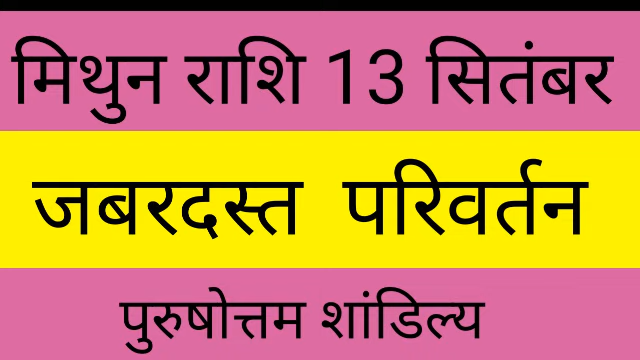 मिथुन राशि 13 सितंबर
जबरदस्त परिवर्तन
पुरुषोत्तम शांडिल्य